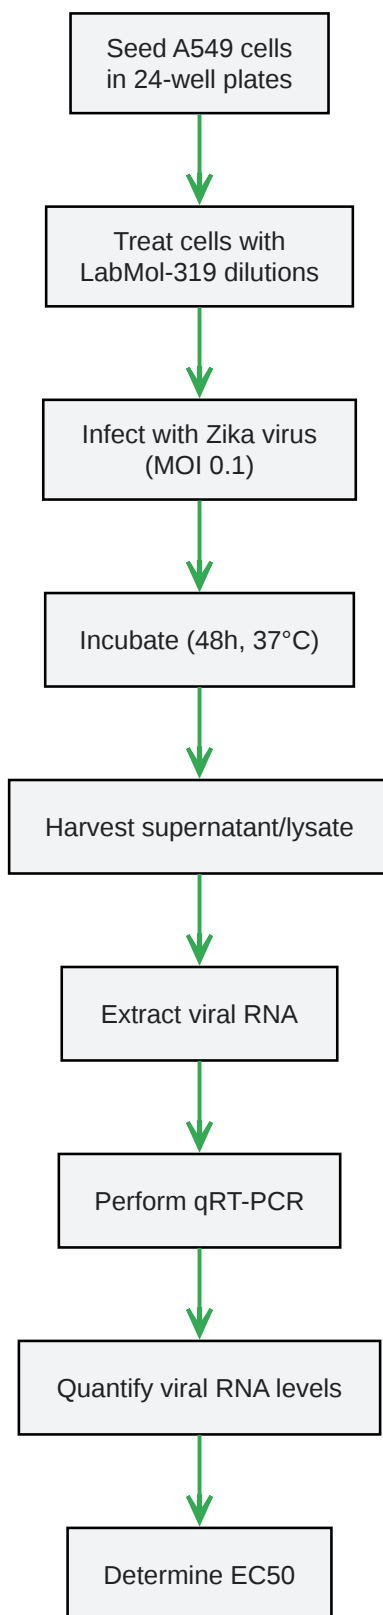 Seed A549 cells
in 24-well plates
Treat cells with
LabMol-319 dilutions
Infect with Zika virus
(MOI 0.1)
Incubate (48h, 37°C)
Harvest supernatant/lysate
Extract viral RNA
Perform qRT-PCR
Quantify viral RNA levels
Determine EC50